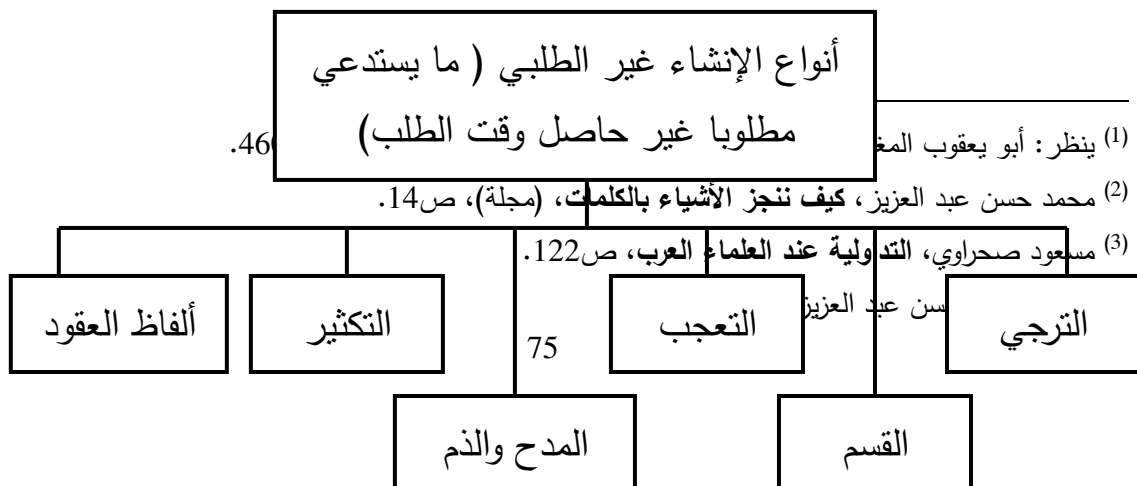 أنواع الإنشاء غير الطلبي ( ما يستدعي
مطلوبا غير حاصل وقت الطلب)
(1) ينظر: أبو يعقوب
(2) محمد حسن عبد العزيز، كيف ننجز الأشياء بالكلمات، (مجلة)، ص14.
(3) مسعود صحراوي، التداولية عند العلماء العرب، ص122.
سن عبد العزيز
الترجي
التعجب
التكثير
ألفاظ العقود
75
القسم
المدح والذم